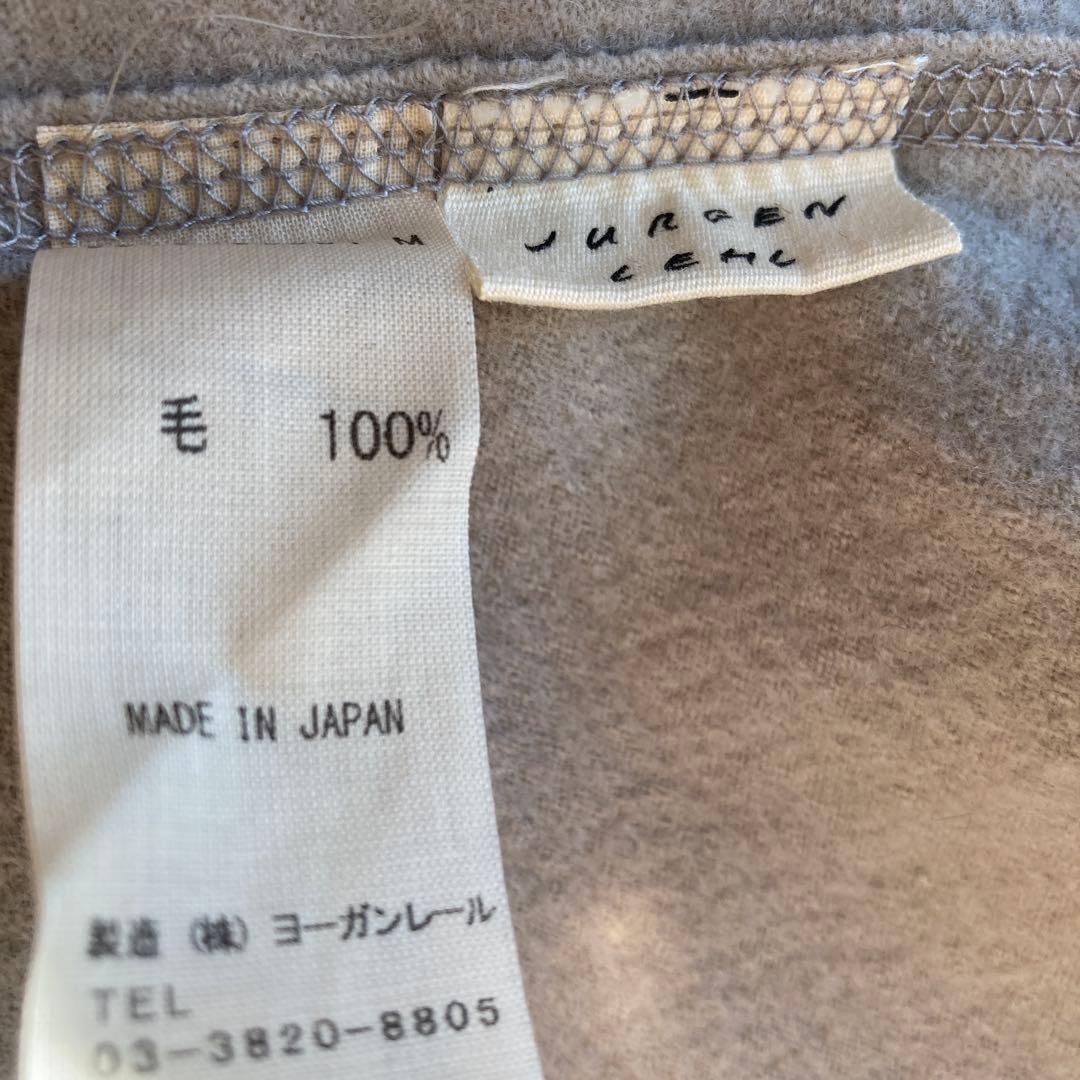 JURGEN
LEHL
M
毛 100%
MADE IN JAPAN
製造 (株) ヨーガンレール
TEL
03-3820-8805